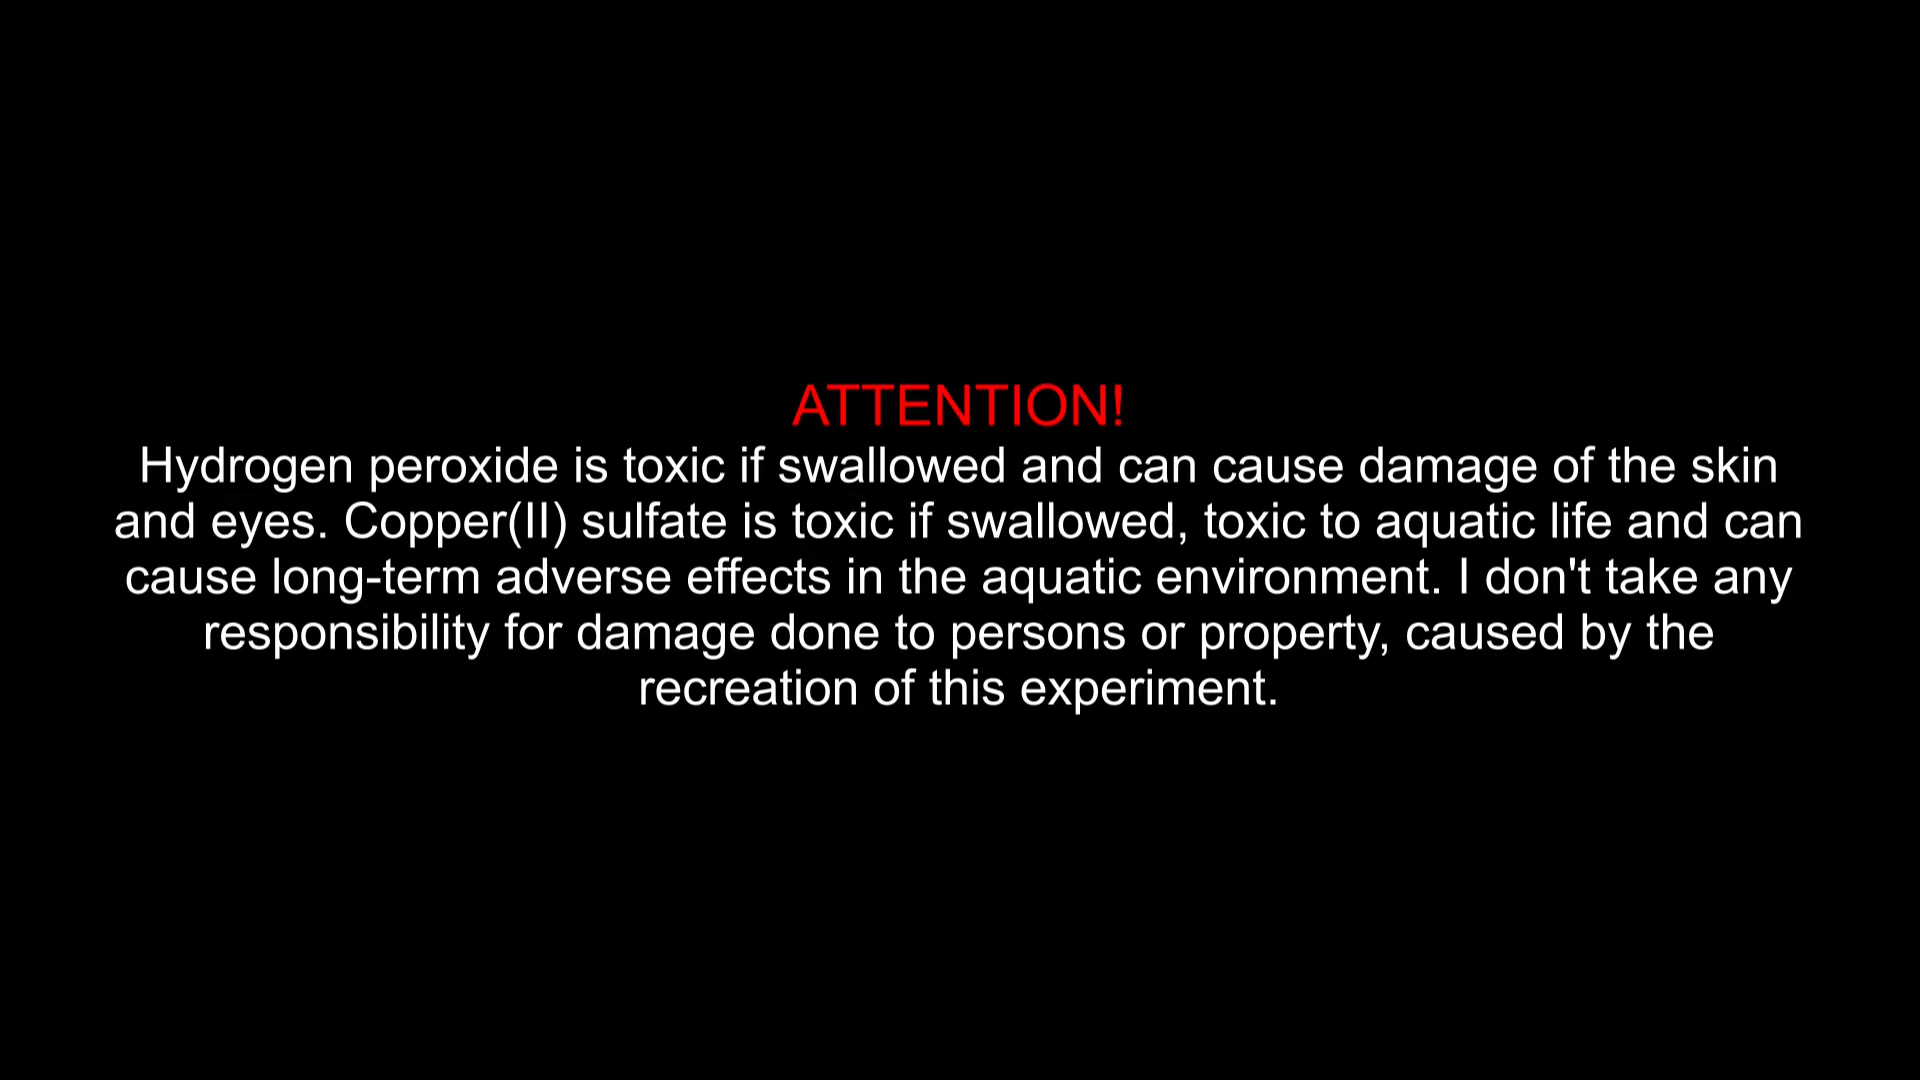 ATTENTION!
Hydrogen peroxide is toxic if swallowed and can cause damage of the skin
and eyes. Copper(II) sulfate is toxic if swallowed, toxic to aquatic life and can
cause long-term adverse effects in the aquatic environment. I don't take any
responsibility for damage done to persons or property, caused by the
recreation of this experiment.